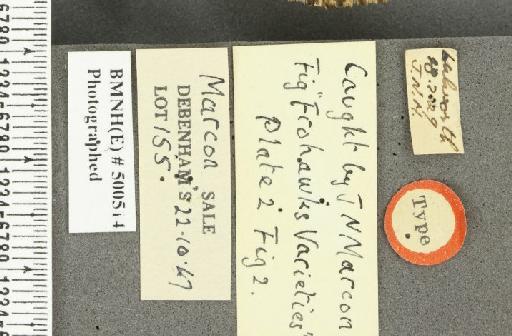 BMNH(E) # 500514
Photographed
Marcon SALE
DEBENHAM'S 22.10.47
LOT 155.
Caught by J N Marcon
Fig "Frohawks Varieties"
Plate 2 Fig 2.
Lulworth
J.N.M.
Type